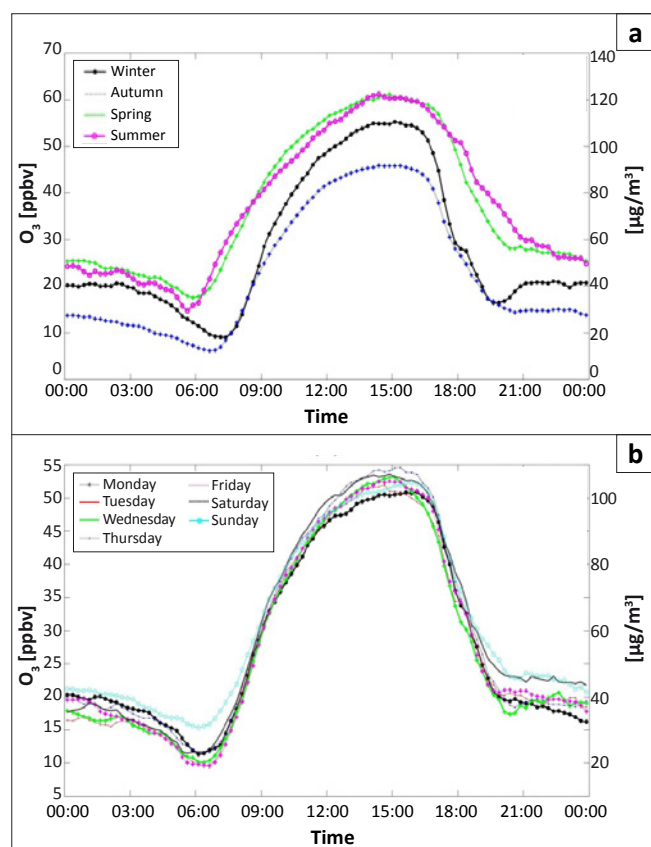 a
70
60
50
40
30
20
10
0
O₃ [ppbv]
140
120
100
80
60
40
20
0
[µg/m³]
Winter
Autumn
Spring
Summer
00:00 03:00 06:00 09:00 12:00 15:00 18:00 21:00 00:00
Time
b
55
50
45
40
35
30
25
20
15
10
5
O₃ [ppbv]
100
80
60
40
20
[µg/m³]
Monday Friday
Tuesday Saturday
Wednesday Sunday
Thursday
00:00 03:00 06:00 09:00 12:00 15:00 18:00 21:00 00:00
Time